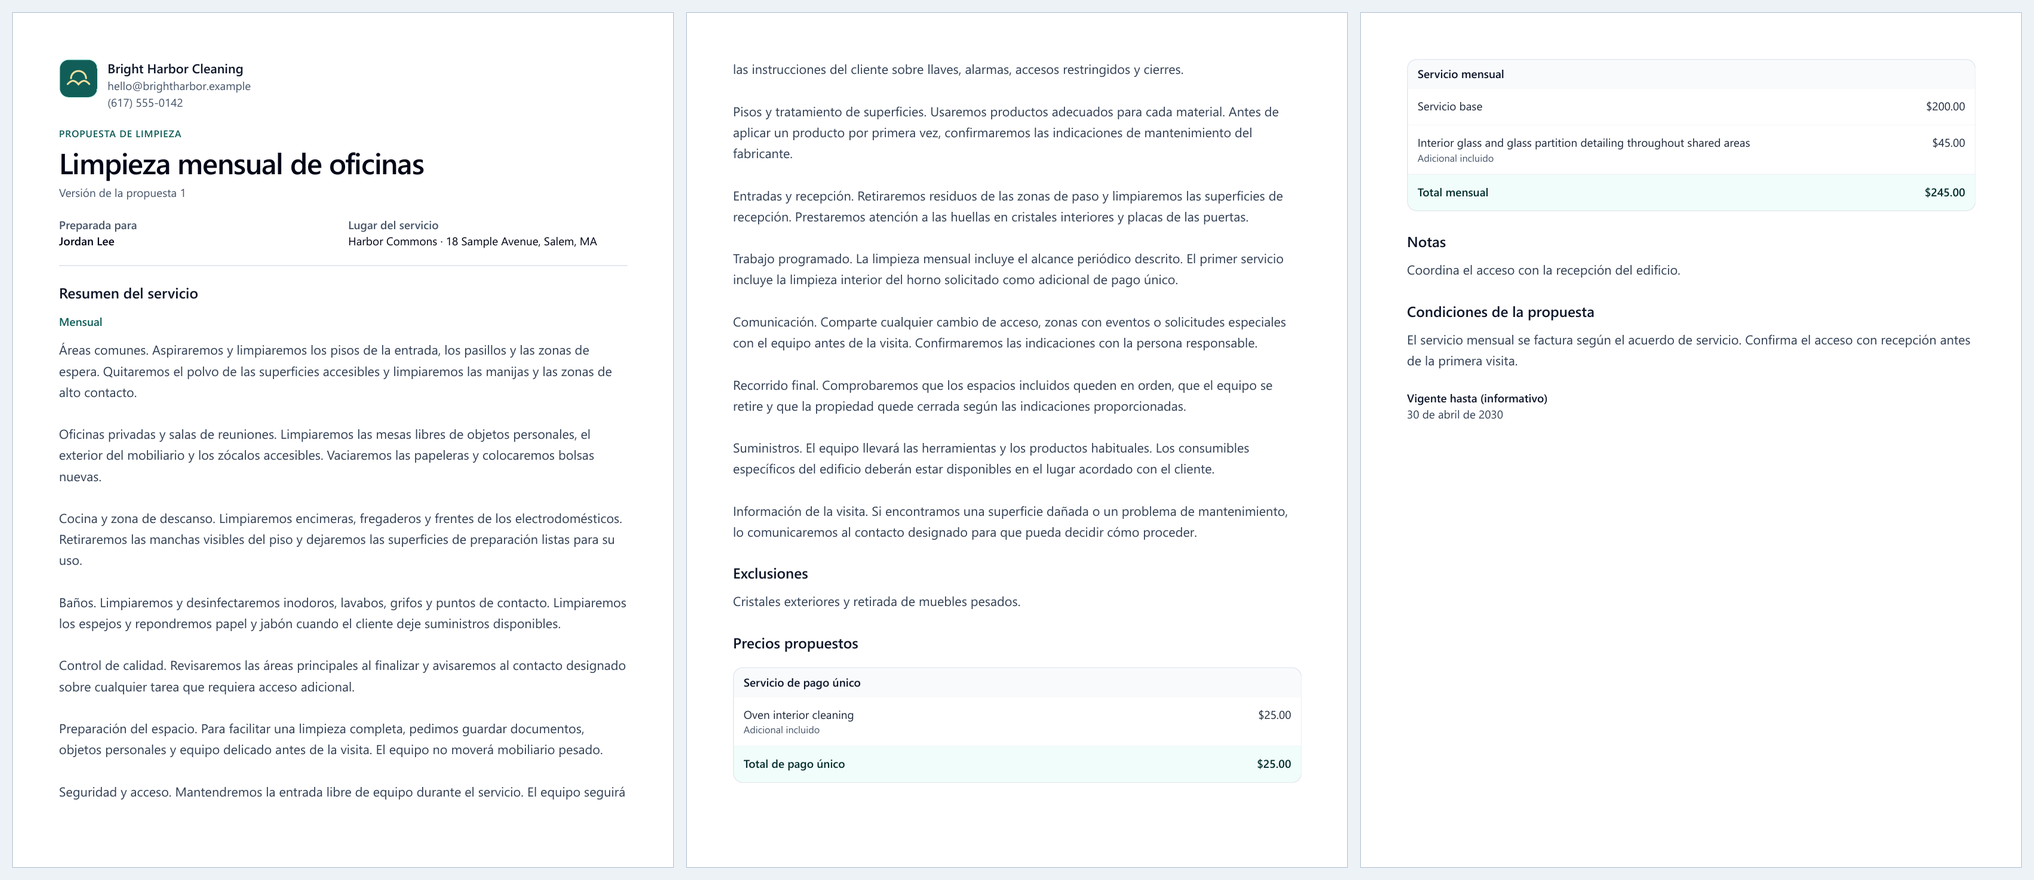 Bright Harbor Cleaning
hello@brightharbor.example
(617) 555-0142
PROPUESTA DE LIMPIEZA
Limpieza mensual de oficinas
Versión de la propuesta 1
Preparada para
Jordan Lee
Lugar del servicio
Harbor Commons · 18 Sample Avenue, Salem, MA
Resumen del servicio
Mensual
Áreas comunes. Aspiraremos y limpiaremos los pisos de la entrada, los pasillos y las zonas de
espera. Quitaremos el polvo de las superficies accesibles y limpiaremos las manijas y las zonas de
alto contacto.
Oficinas privadas y salas de reuniones. Limpiaremos las mesas libres de objetos personales, el
exterior del mobiliario y los zócalos accesibles. Vaciaremos las papeleras y colocaremos bolsas
nuevas.
Cocina y zona de descanso. Limpiaremos encimeras, fregaderos y frentes de los electrodomésticos.
Retiraremos las manchas visibles del piso y dejaremos las superficies de preparación listas para su
uso.
Baños. Limpiaremos y desinfectaremos inodoros, lavabos, grifos y puntos de contacto. Limpiaremos
los espejos y repondremos papel y jabón cuando el cliente deje suministros disponibles.
Control de calidad. Revisaremos las áreas principales al finalizar y avisaremos al contacto designado
sobre cualquier tarea que requiera acceso adicional.
Preparación del espacio. Para facilitar una limpieza completa, pedimos guardar documentos,
objetos personales y equipo delicado antes de la visita. El equipo no moverá mobiliario pesado.
Seguridad y acceso. Mantendremos la entrada libre de equipo durante el servicio. El equipo seguirá
las instrucciones del cliente sobre llaves, alarmas, accesos restringidos y cierres.
Pisos y tratamiento de superficies. Usaremos productos adecuados para cada material. Antes de
aplicar un producto por primera vez, confirmaremos las indicaciones de mantenimiento del
fabricante.
Entradas y recepción. Retiraremos residuos de las zonas de paso y limpiaremos las superficies de
recepción. Prestaremos atención a las huellas en cristales interiores y placas de las puertas.
Trabajo programado. La limpieza mensual incluye el alcance periódico descrito. El primer servicio
incluye la limpieza interior del horno solicitado como adicional de pago único.
Comunicación. Comparte cualquier cambio de acceso, zonas con eventos o solicitudes especiales
con el equipo antes de la visita. Confirmaremos las indicaciones con la persona responsable.
Recorrido final. Comprobaremos que los espacios incluidos queden en orden, que el equipo se
retire y que la propiedad quede cerrada según las indicaciones proporcionadas.
Suministros. El equipo llevará las herramientas y los productos habituales. Los consumibles
específicos del edificio deberán estar disponibles en el lugar acordado con el cliente.
Información de la visita. Si encontramos una superficie dañada o un problema de mantenimiento,
lo comunicaremos al contacto designado para que pueda decidir cómo proceder.
Exclusiones
Cristales exteriores y retirada de muebles pesados.
Precios propuestos
Servicio de pago único
Oven interior cleaning $25.00
Adicional incluido
Total de pago único $25.00
Servicio mensual
Servicio base $200.00
Interior glass and glass partition detailing throughout shared areas $45.00
Adicional incluido
Total mensual $245.00
Notas
Coordina el acceso con la recepción del edificio.
Condiciones de la propuesta
El servicio mensual se factura según el acuerdo de servicio. Confirma el acceso con recepción antes
de la primera visita.
Vigente hasta (informativo)
30 de abril de 2030